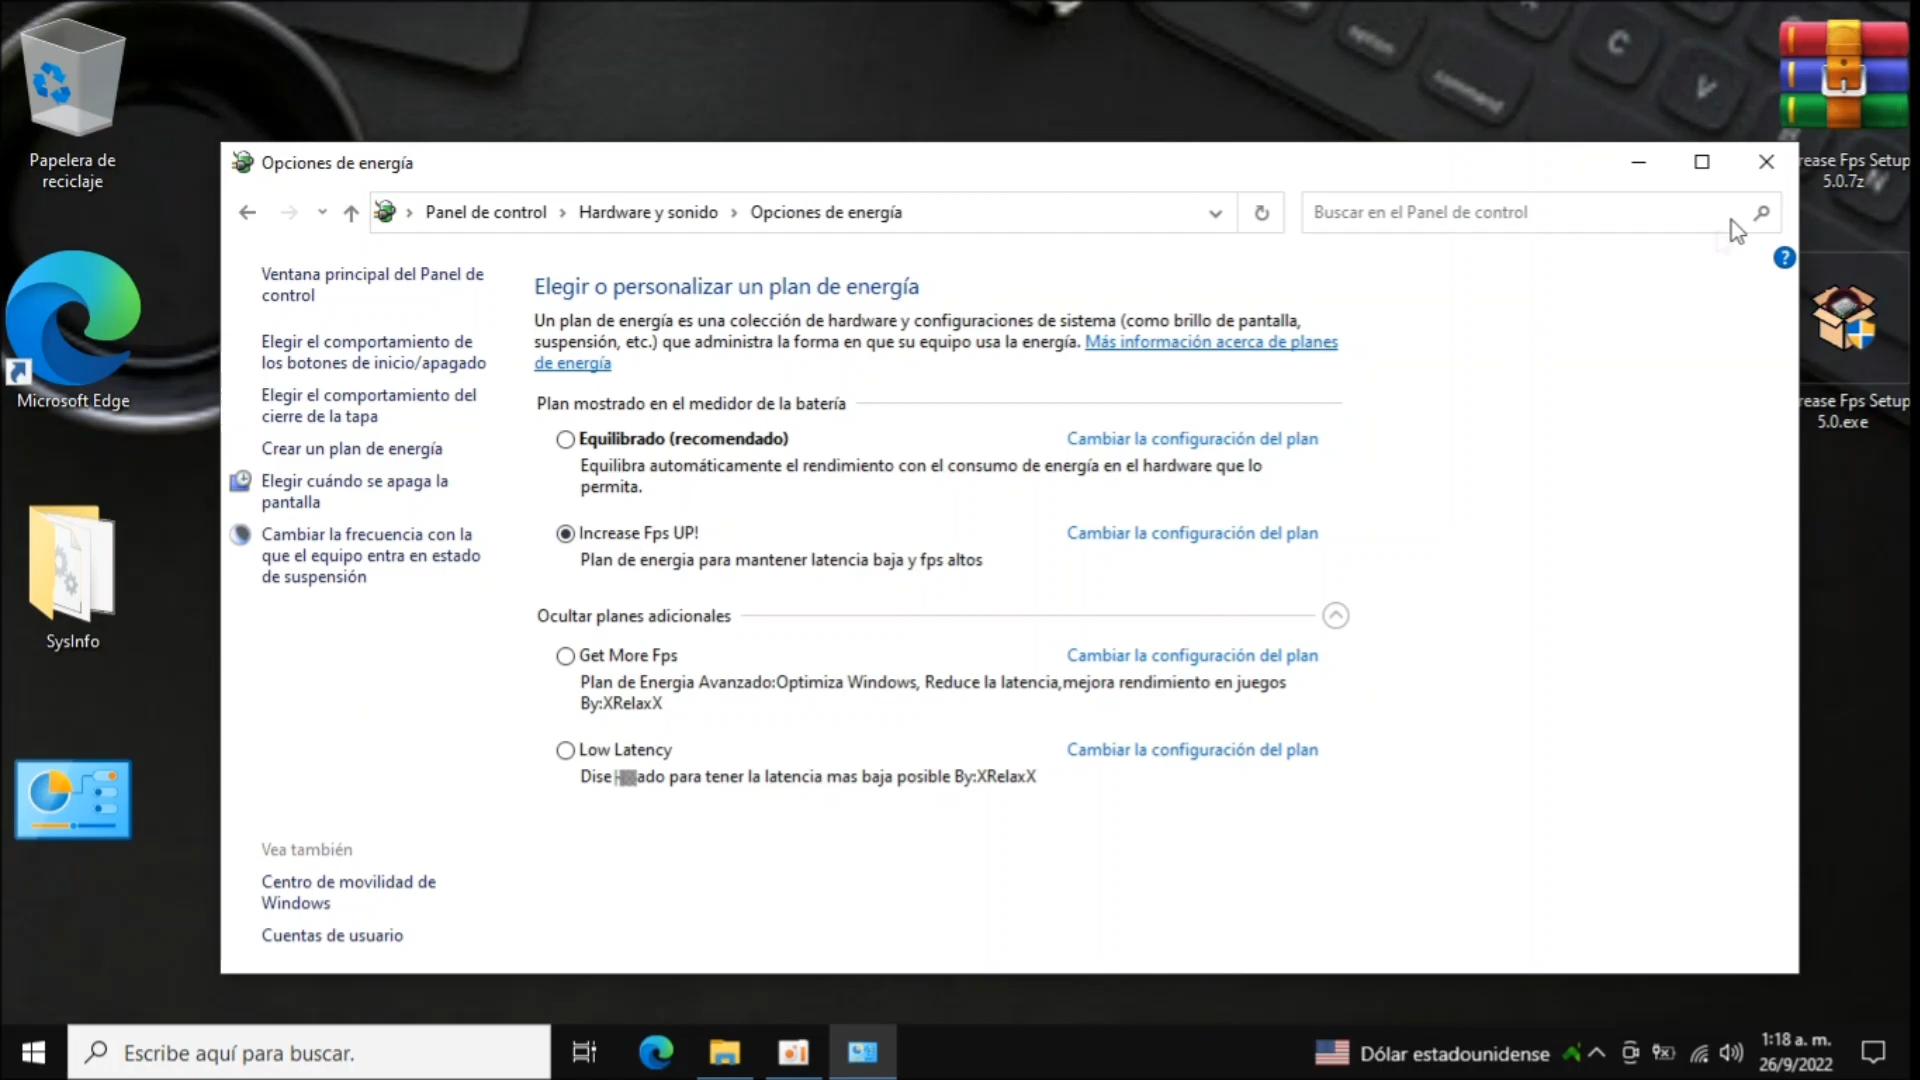 Papelera de
reciclaje
Microsoft Edge
SysInfo
rease Fps Setup
5.0.7z
rease Fps Setup
5.0.exe
option
command
C
V
Opciones de energía
Panel de control
Hardware y sonido
Opciones de energía
Buscar en el Panel de control
?
Ventana principal del Panel de
control
Elegir el comportamiento de
los botones de inicio/apagado
Elegir el comportamiento del
cierre de la tapa
Crear un plan de energía
Elegir cuándo se apaga la
pantalla
Cambiar la frecuencia con la
que el equipo entra en estado
de suspensión
Vea también
Centro de movilidad de
Windows
Cuentas de usuario
Elegir o personalizar un plan de energía
Un plan de energía es una colección de hardware y configuraciones de sistema (como brillo de pantalla,
suspensión, etc.) que administra la forma en que su equipo usa la energía. Más información acerca de planes
de energía
Plan mostrado en el medidor de la batería
Equilibrado (recomendado) Cambiar la configuración del plan
Equilibra automáticamente el rendimiento con el consumo de energía en el hardware que lo
permita.
Increase Fps UP! Cambiar la configuración del plan
Plan de energia para mantener latencia baja y fps altos
Ocultar planes adicionales
Get More Fps Cambiar la configuración del plan
Plan de Energia Avanzado:Optimiza Windows, Reduce la latencia,mejora rendimiento en juegos
By:XRelaxX
Low Latency Cambiar la configuración del plan
Dise ado para tener la latencia mas baja posible By:XRelaxX
Escribe aquí para buscar.
Dólar estadounidense
1:18 a. m.
26/9/2022